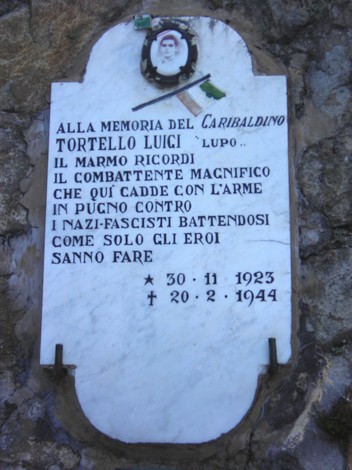 ALLA MEMORIA DEL GARIBALDINO
TORTELLO LUIGI "LUPO"
IL MARMO RICORDI
IL COMBATTENTE MAGNIFICO
CHE QUI' CADDE CON L'ARME
IN PUGNO CONTRO
I NAZI-FASCISTI BATTENDOSI
COME SOLO GLI EROI
SANNO FARE
★ 30 · 11 1923
✝ 20 · 2 · 1944